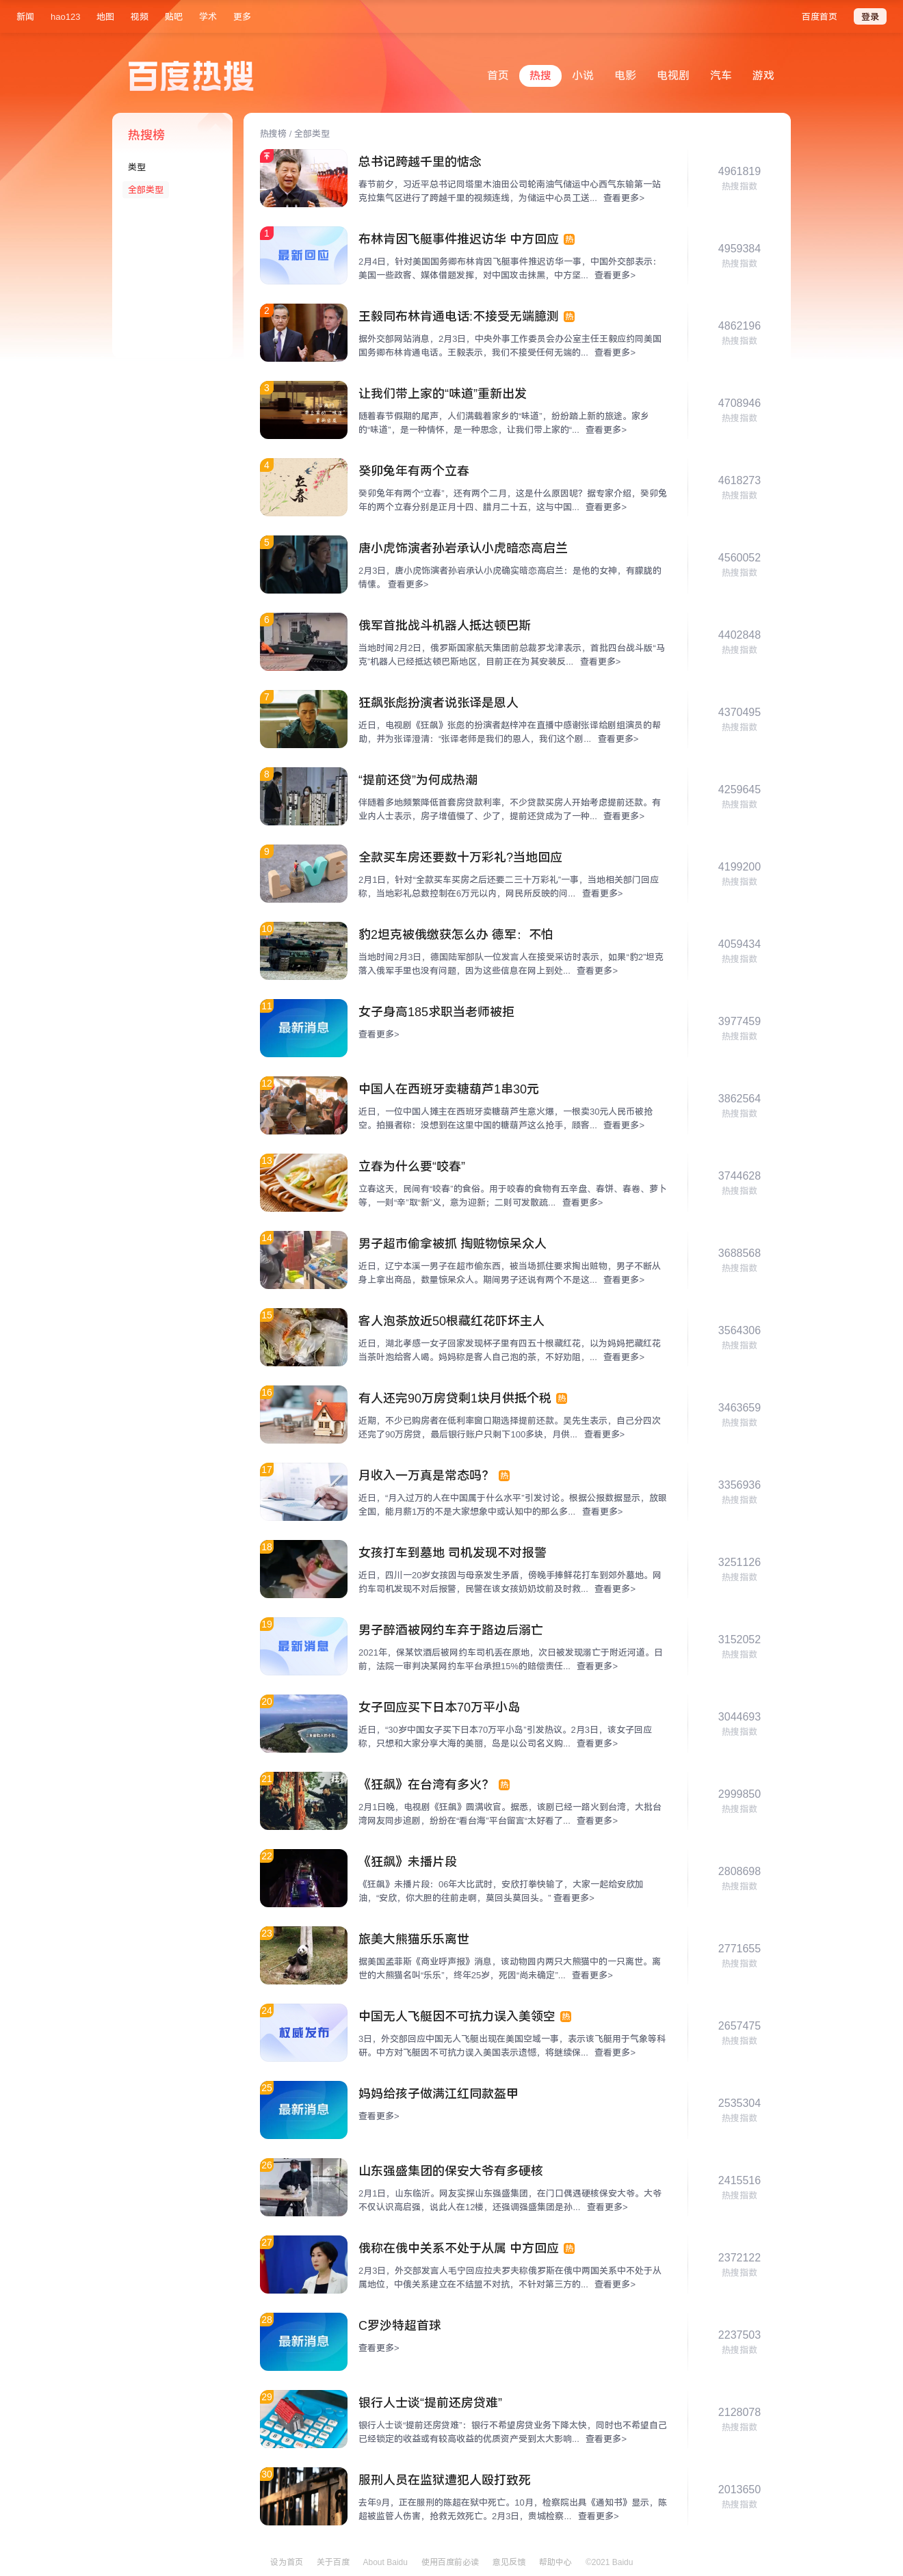 新闻 hao123 地图 视频 贴吧 学术 更多 百度首页 登录
百度热搜 首页 热搜 小说 电影 电视剧 汽车 游戏
热搜榜
类型
全部类型
热搜榜 / 全部类型
总书记跨越千里的惦念
春节前夕，习近平总书记同塔里木油田公司轮南油气储运中心西气东输第一站
克拉集气区进行了跨越千里的视频连线，为储运中心员工送... 查看更多>
4961819
热搜指数
1
最新回应
布林肯因飞艇事件推迟访华 中方回应 热
2月4日，针对美国国务卿布林肯因飞艇事件推迟访华一事，中国外交部表示：
美国一些政客、媒体借题发挥，对中国攻击抹黑，中方坚... 查看更多>
4959384
热搜指数
2
王毅同布林肯通电话:不接受无端臆测 热
据外交部网站消息，2月3日，中央外事工作委员会办公室主任王毅应约同美国
国务卿布林肯通电话。王毅表示，我们不接受任何无端的... 查看更多>
4862196
热搜指数
3
让我们带上家的“味道”重新出发
随着春节假期的尾声，人们满载着家乡的“味道”，纷纷踏上新的旅途。家乡
的“味道”，是一种情怀，是一种思念，让我们带上家的“... 查看更多>
4708946
热搜指数
4
立春
癸卯兔年有两个立春
癸卯兔年有两个“立春”，还有两个二月，这是什么原因呢？据专家介绍，癸卯兔
年的两个立春分别是正月十四、腊月二十五，这与中国... 查看更多>
4618273
热搜指数
5
唐小虎饰演者孙岩承认小虎暗恋高启兰
2月3日，唐小虎饰演者孙岩承认小虎确实暗恋高启兰：是他的女神，有朦胧的
情愫。 查看更多>
4560052
热搜指数
6
俄军首批战斗机器人抵达顿巴斯
当地时间2月2日，俄罗斯国家航天集团前总裁罗戈津表示，首批四台战斗版“马
克”机器人已经抵达顿巴斯地区，目前正在为其安装反... 查看更多>
4402848
热搜指数
7
狂飙张彪扮演者说张译是恩人
近日，电视剧《狂飙》张彪的扮演者赵梓冲在直播中感谢张译给剧组演员的帮
助，并为张译澄清：“张译老师是我们的恩人，我们这个剧... 查看更多>
4370495
热搜指数
8
“提前还贷”为何成热潮
伴随着多地频繁降低首套房贷款利率，不少贷款买房人开始考虑提前还款。有
业内人士表示，房子增值慢了、少了，提前还贷成为了一种... 查看更多>
4259645
热搜指数
9
全款买车房还要数十万彩礼?当地回应
2月1日，针对“全款买车买房之后还要二三十万彩礼”一事，当地相关部门回应
称，当地彩礼总数控制在6万元以内，网民所反映的问... 查看更多>
4199200
热搜指数
10
豹2坦克被俄缴获怎么办 德军：不怕
当地时间2月3日，德国陆军部队一位发言人在接受采访时表示，如果“豹2”坦克
落入俄军手里也没有问题，因为这些信息在网上到处... 查看更多>
4059434
热搜指数
11
最新消息
女子身高185求职当老师被拒
查看更多>
3977459
热搜指数
12
中国人在西班牙卖糖葫芦1串30元
近日，一位中国人摊主在西班牙卖糖葫芦生意火爆，一根卖30元人民币被抢
空。拍摄者称：没想到在这里中国的糖葫芦这么抢手，顾客... 查看更多>
3862564
热搜指数
13
立春为什么要“咬春”
立春这天，民间有“咬春”的食俗。用于咬春的食物有五辛盘、春饼、春卷、萝卜
等，一则“辛”取“新”义，意为迎新；二则可发散疏... 查看更多>
3744628
热搜指数
14
男子超市偷拿被抓 掏赃物惊呆众人
近日，辽宁本溪一男子在超市偷东西，被当场抓住要求掏出赃物，男子不断从
身上拿出商品，数量惊呆众人。期间男子还说有两个不是这... 查看更多>
3688568
热搜指数
15
客人泡茶放近50根藏红花吓坏主人
近日，湖北孝感一女子回家发现杯子里有四五十根藏红花，以为妈妈把藏红花
当茶叶泡给客人喝。妈妈称是客人自己泡的茶，不好劝阻，... 查看更多>
3564306
热搜指数
16
有人还完90万房贷剩1块月供抵个税 热
近期，不少已购房者在低利率窗口期选择提前还款。吴先生表示，自己分四次
还完了90万房贷，最后银行账户只剩下100多块，月供... 查看更多>
3463659
热搜指数
17
月收入一万真是常态吗？ 热
近日，“月入过万的人在中国属于什么水平”引发讨论。根据公报数据显示，放眼
全国，能月薪1万的不是大家想象中或认知中的那么多... 查看更多>
3356936
热搜指数
18
女孩打车到墓地 司机发现不对报警
近日，四川一20岁女孩因与母亲发生矛盾，傍晚手捧鲜花打车到郊外墓地。网
约车司机发现不对后报警，民警在该女孩奶奶坟前及时救... 查看更多>
3251126
热搜指数
19
最新消息
男子醉酒被网约车弃于路边后溺亡
2021年，保某饮酒后被网约车司机丢在原地，次日被发现溺亡于附近河道。日
前，法院一审判决某网约车平台承担15%的赔偿责任... 查看更多>
3152052
热搜指数
20
女子回应买下日本70万平小岛
近日，“30岁中国女子买下日本70万平小岛”引发热议。2月3日，该女子回应
称，只想和大家分享大海的美丽，岛是以公司名义购... 查看更多>
3044693
热搜指数
21
《狂飙》在台湾有多火？ 热
2月1日晚，电视剧《狂飙》圆满收官。据悉，该剧已经一路火到台湾，大批台
湾网友同步追剧，纷纷在“看台海”平台留言“太好看了... 查看更多>
2999850
热搜指数
22
《狂飙》未播片段
《狂飙》未播片段：06年大比武时，安欣打拳快输了，大家一起给安欣加
油，“安欣，你大胆的往前走啊，莫回头莫回头。” 查看更多>
2808698
热搜指数
23
旅美大熊猫乐乐离世
据美国孟菲斯《商业呼声报》消息，该动物园内两只大熊猫中的一只离世。离
世的大熊猫名叫“乐乐”，终年25岁，死因“尚未确定”... 查看更多>
2771655
热搜指数
24
权威发布
中国无人飞艇因不可抗力误入美领空 热
3日，外交部回应中国无人飞艇出现在美国空域一事，表示该飞艇用于气象等科
研。中方对飞艇因不可抗力误入美国表示遗憾，将继续保... 查看更多>
2657475
热搜指数
25
最新消息
妈妈给孩子做满江红同款盔甲
查看更多>
2535304
热搜指数
26
山东强盛集团的保安大爷有多硬核
2月1日，山东临沂。网友实探山东强盛集团，在门口偶遇硬核保安大爷。大爷
不仅认识高启强，说此人在12楼，还强调强盛集团是孙... 查看更多>
2415516
热搜指数
27
俄称在俄中关系不处于从属 中方回应 热
2月3日，外交部发言人毛宁回应拉夫罗夫称俄罗斯在俄中两国关系中不处于从
属地位，中俄关系建立在不结盟不对抗，不针对第三方的... 查看更多>
2372122
热搜指数
28
最新消息
C罗沙特超首球
查看更多>
2237503
热搜指数
29
银行人士谈“提前还房贷难”
银行人士谈“提前还房贷难”：银行不希望房贷业务下降太快，同时也不希望自己
已经锁定的收益或有较高收益的优质资产受到太大影响... 查看更多>
2128078
热搜指数
30
服刑人员在监狱遭犯人殴打致死
去年9月，正在服刑的陈超在狱中死亡。10月，检察院出具《通知书》显示，陈
超被监管人伤害，抢救无效死亡。2月3日，贵城检察... 查看更多>
2013650
热搜指数
设为首页 关于百度 About Baidu 使用百度前必读 意见反馈 帮助中心 ©2021 Baidu